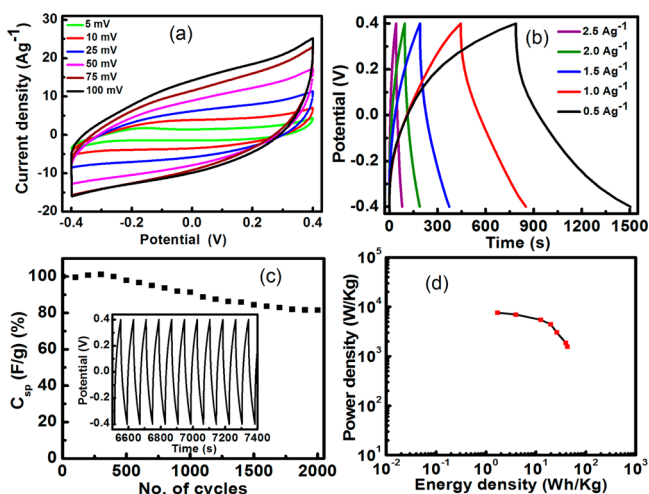 (a)
5 mV
10 mV
25 mV
50 mV
75 mV
100 mV
Current density (Ag⁻¹)
30
20
10
0
-10
-20
-0.4 -0.2 0.0 0.2 0.4
Potential (V)
(b)
2.5 Ag⁻¹
2.0 Ag⁻¹
1.5 Ag⁻¹
1.0 Ag⁻¹
0.5 Ag⁻¹
Potential (V)
0.4
0.2
0.0
-0.2
-0.4
0 300 600 900 1200 1500
Time (s)
(c)
C_sp (F/g) (%)
100
80
60
40
20
0
0 500 1000 1500 2000
No. of cycles
Potential (V)
0.4
0.2
0.0
-0.2
-0.4
6600 6800 7000 7200 7400
Time (s)
(d)
Power density (W/Kg)
10⁵
10⁴
10³
10²
10¹
10⁻² 10⁻¹ 10⁰ 10¹ 10² 10³
Energy density (Wh/Kg)